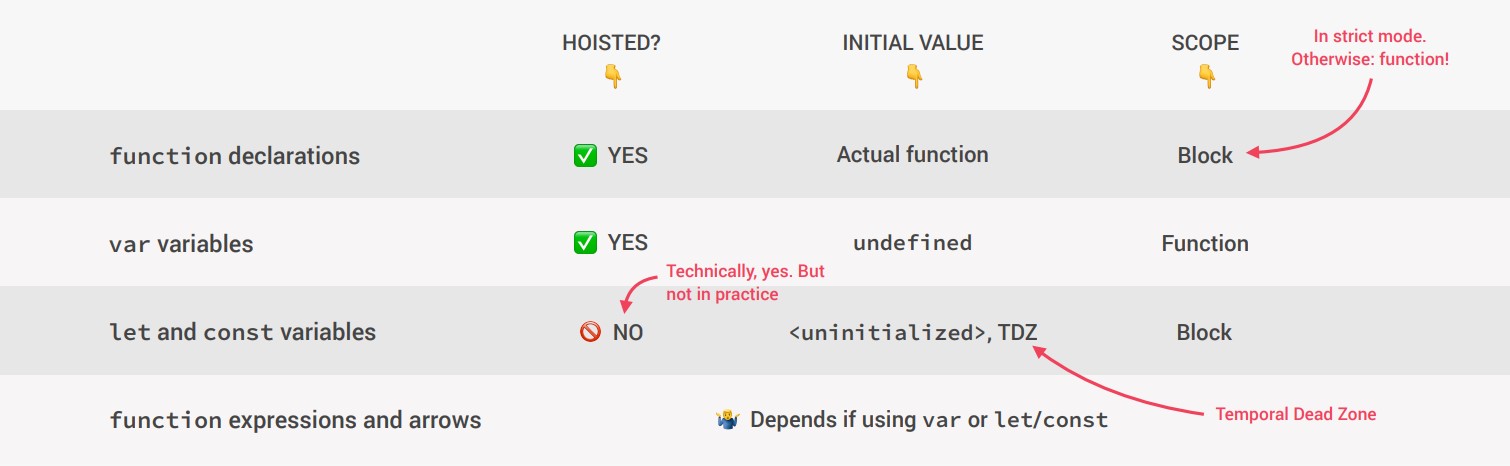 HOISTED? INITIAL VALUE SCOPE
In strict mode.
Otherwise: function!
👇 👇 👇
function declarations ✅ YES Actual function Block
var variables ✅ YES undefined Function
Technically, yes. But
not in practice
let and const variables 🚫 NO <uninitialized>, TDZ Block
function expressions and arrows 🤷‍♂️ Depends if using var or let/const
Temporal Dead Zone